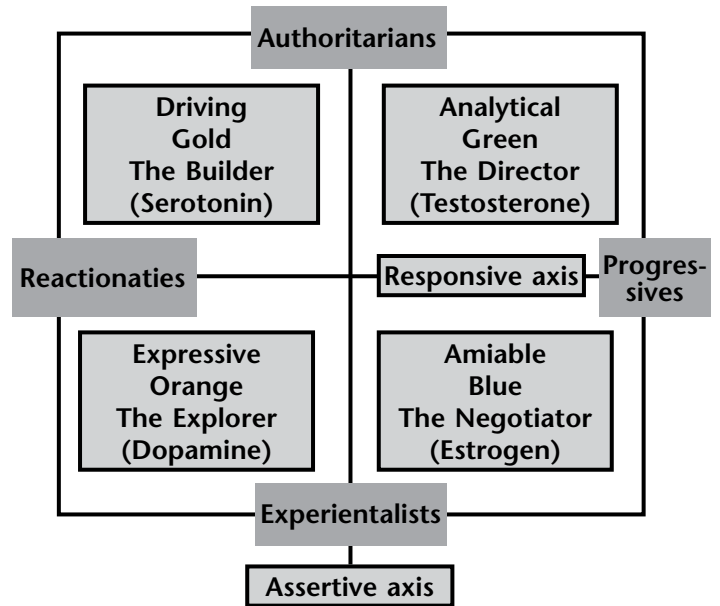 Authoritarians
Driving
Gold
The Builder
(Serotonin)
Analytical
Green
The Director
(Testosterone)
Reactionaties
Responsive axis
Progres-
sives
Expressive
Orange
The Explorer
(Dopamine)
Amiable
Blue
The Negotiator
(Estrogen)
Experientalists
Assertive axis